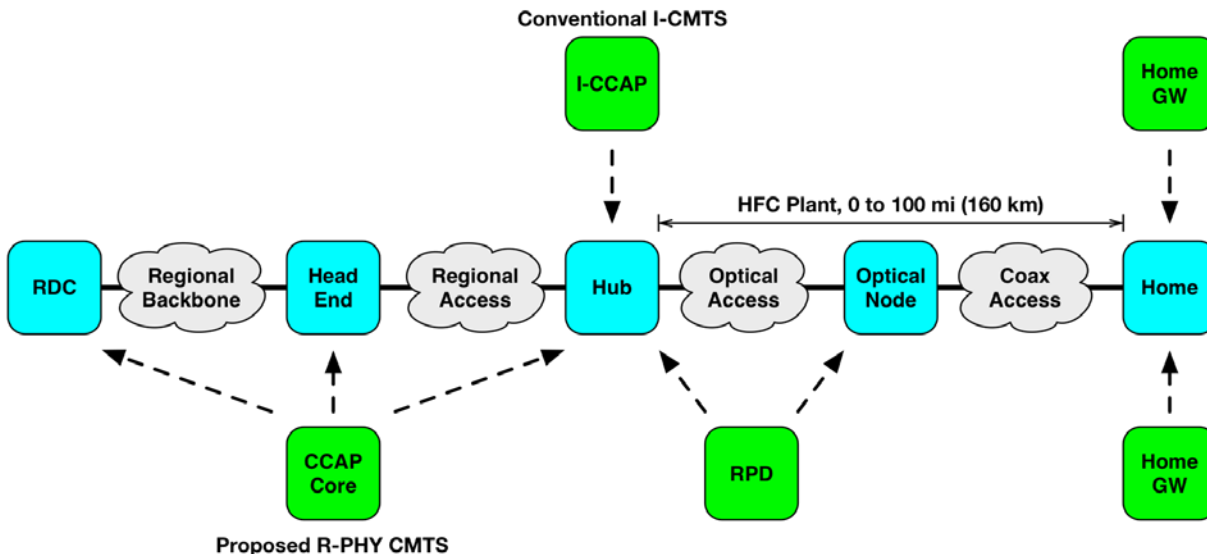 Conventional I-CMTS
I-CCAP
Home
GW
HFC Plant, 0 to 100 mi (160 km)
RDC
Regional
Backbone
Head
End
Regional
Access
Hub
Optical
Access
Optical
Node
Coax
Access
Home
CCAP
Core
RPD
Home
GW
Proposed R-PHY CMTS